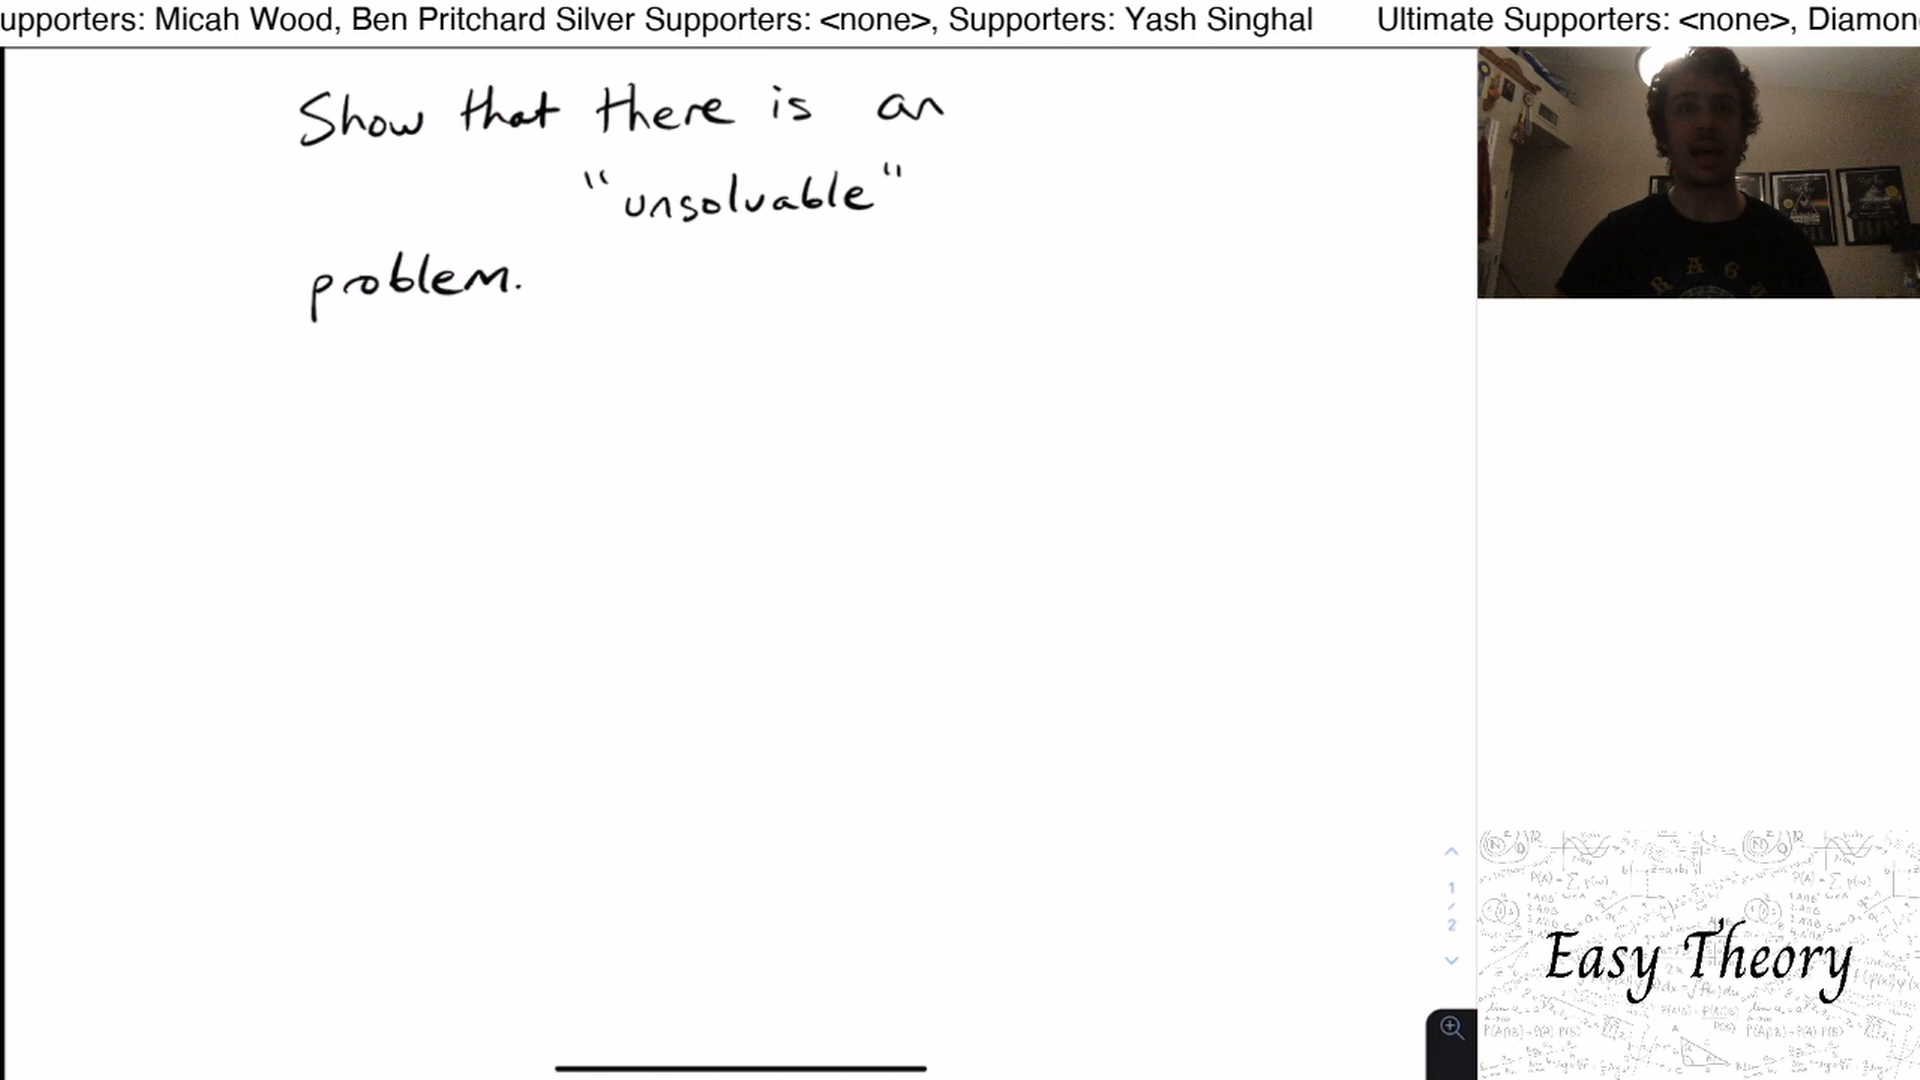 upporters: Micah Wood, Ben Pritchard Silver Supporters: <none>, Supporters: Yash Singhal Ultimate Supporters: <none>, Diamon
Show that there is an
"unsolvable"
problem.
R A G
1
2
Easy Theory